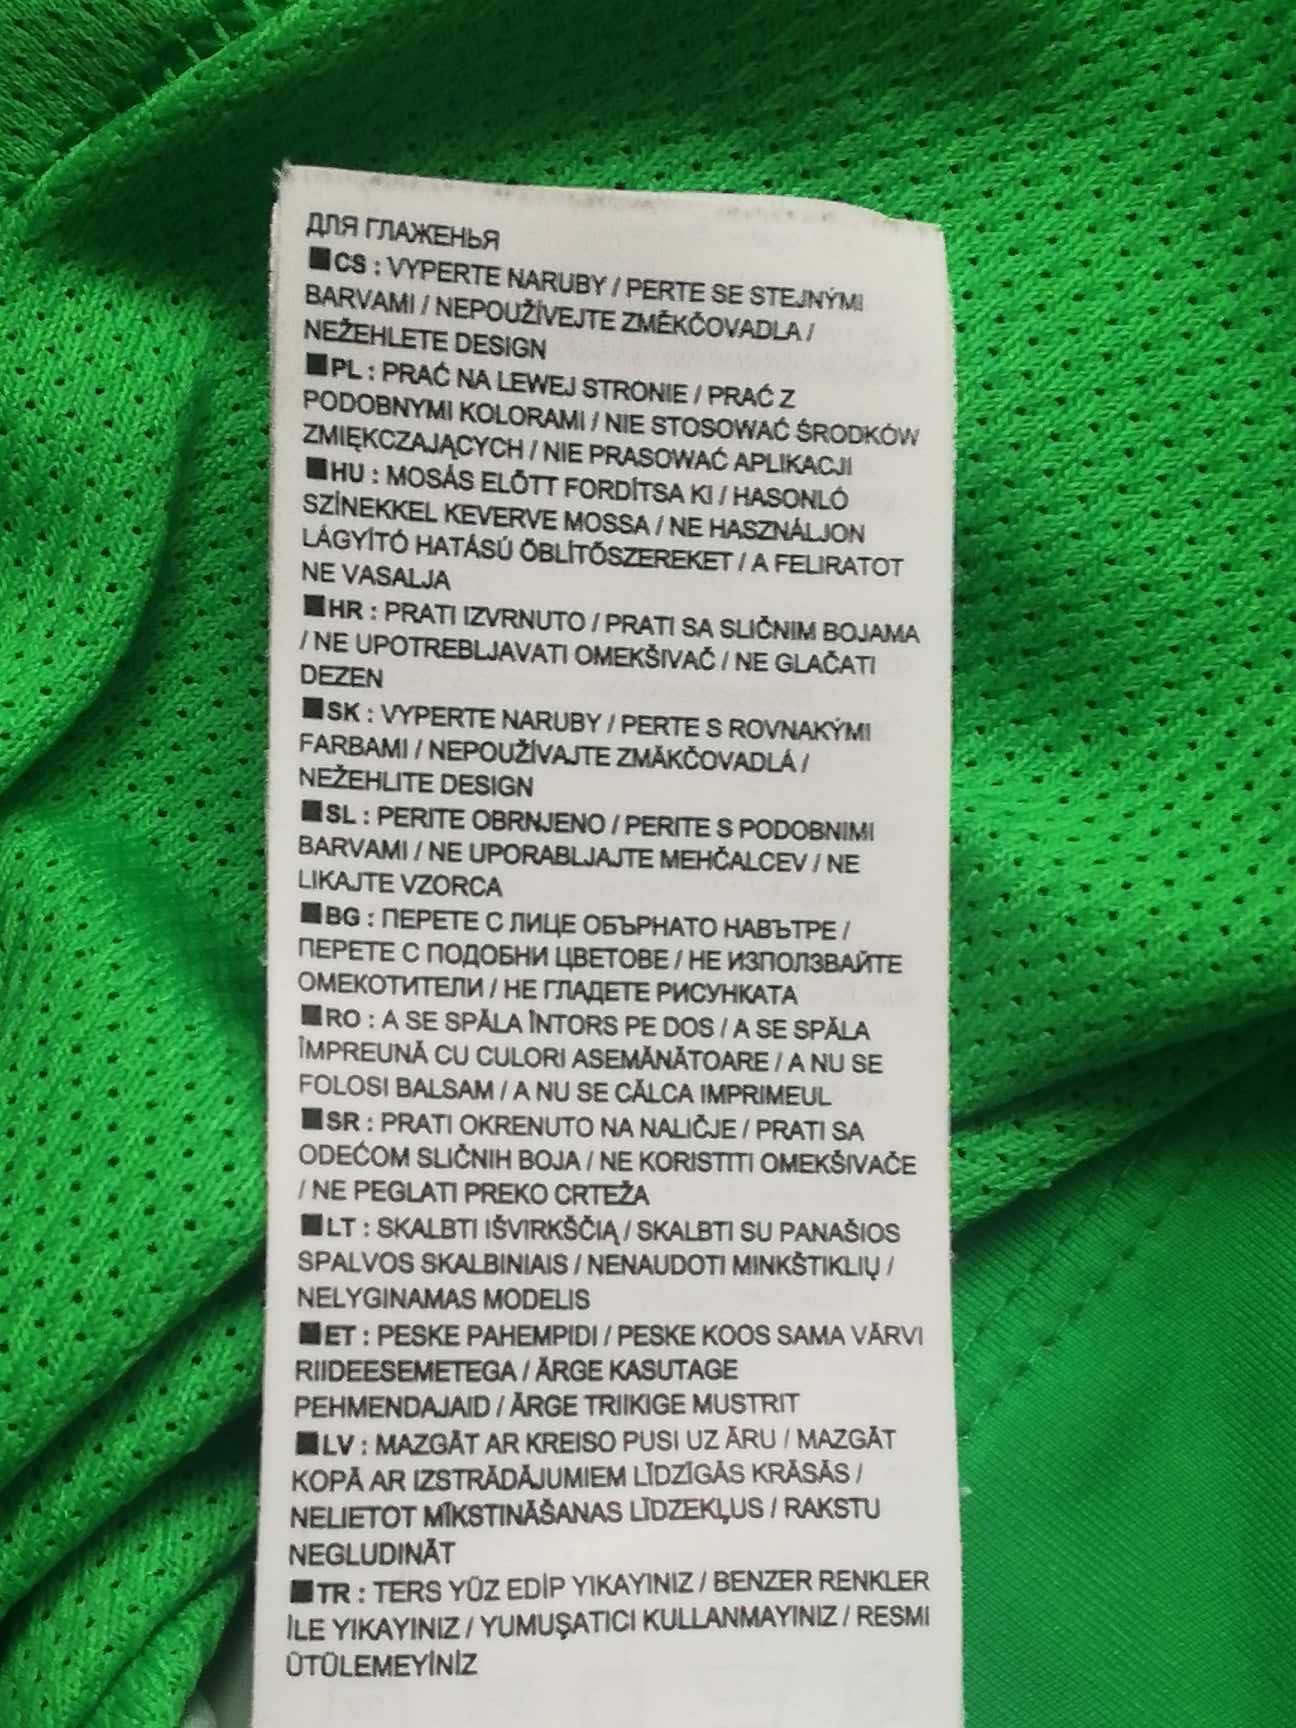 ДЛЯ ГЛАЖЕНЬЯ
■CS : VYPERTE NARUBY / PERTE SE STEJNÝMI
BARVAMI / NEPOUŽÍVEJTE ZMĚKČOVADLA /
NEŽEHLETE DESIGN
■PL : PRAĆ NA LEWEJ STRONIE / PRAĆ Z
PODOBNYMI KOLORAMI / NIE STOSOWAĆ ŚRODKÓW
ZMIĘKCZAJĄCYCH / NIE PRASOWAĆ APLIKACJI
■HU : MOSÁS ELŐTT FORDÍTSA KI / HASONLÓ
SZÍNEKKEL KEVERVE MOSSA / NE HASZNÁLJON
LÁGYÍTÓ HATÁSÚ ÖBLÍTŐSZEREKET / A FELIRATOT
NE VASALJA
■HR : PRATI IZVRNUTO / PRATI SA SLIČNIM BOJAMA
/ NE UPOTREBLJAVATI OMEKŠIVAČ / NE GLAČATI
DEZEN
■SK : VYPERTE NARUBY / PERTE S ROVNAKÝMI
FARBAMI / NEPOUŽÍVAJTE ZMÄKČOVADLÁ /
NEŽEHLITE DESIGN
■SL : PERITE OBRNJENO / PERITE S PODOBNIMI
BARVAMI / NE UPORABLJAJTE MEHČALCEV / NE
LIKAJTE VZORCA
■BG : ПЕРЕТЕ С ЛИЦЕ ОБЪРНАТО НАВЪТРЕ /
ПЕРЕТЕ С ПОДОБНИ ЦВЕТОВЕ / НЕ ИЗПОЛЗВАЙТЕ
ОМЕКОТИТЕЛИ / НЕ ГЛАДЕТЕ РИСУНКАТА
■RO : A SE SPĂLA ÎNTORS PE DOS / A SE SPĂLA
ÎMPREUNĂ CU CULORI ASEMĂNĂTOARE / A NU SE
FOLOSI BALSAM / A NU SE CĂLCA IMPRIMEUL
■SR : PRATI OKRENUTO NA NALIČJE / PRATI SA
ODEĆOM SLIČNIH BOJA / NE KORISTITI OMEKŠIVAČE
/ NE PEGLATI PREKO CRTEŽA
■LT : SKALBTI IŠVIRKŠČIĄ / SKALBTI SU PANAŠIOS
SPALVOS SKALBINIAIS / NENAUDOTI MINKŠTIKLIŲ /
NELYGINAMAS MODELIS
■ET : PESKE PAHEMPIDI / PESKE KOOS SAMA VÄRVI
RIIDEESEMETEGA / ÄRGE KASUTAGE
PEHMENDAJAID / ÄRGE TRIIKIGE MUSTRIT
■LV : MAZGĀT AR KREISO PUSI UZ ĀRU / MAZGĀT
KOPĀ AR IZSTRĀDĀJUMIEM LĪDZĪGĀS KRĀSĀS /
NELIETOT MĪKSTINĀŠANAS LĪDZEKĻUS / RAKSTU
NEGLUDINĀT
■TR : TERS YÜZ EDİP YIKAYINIZ / BENZER RENKLER
İLE YIKAYINIZ / YUMUŞATICI KULLANMAYINIZ / RESMI
ÜTÜLEMEYİNİZ